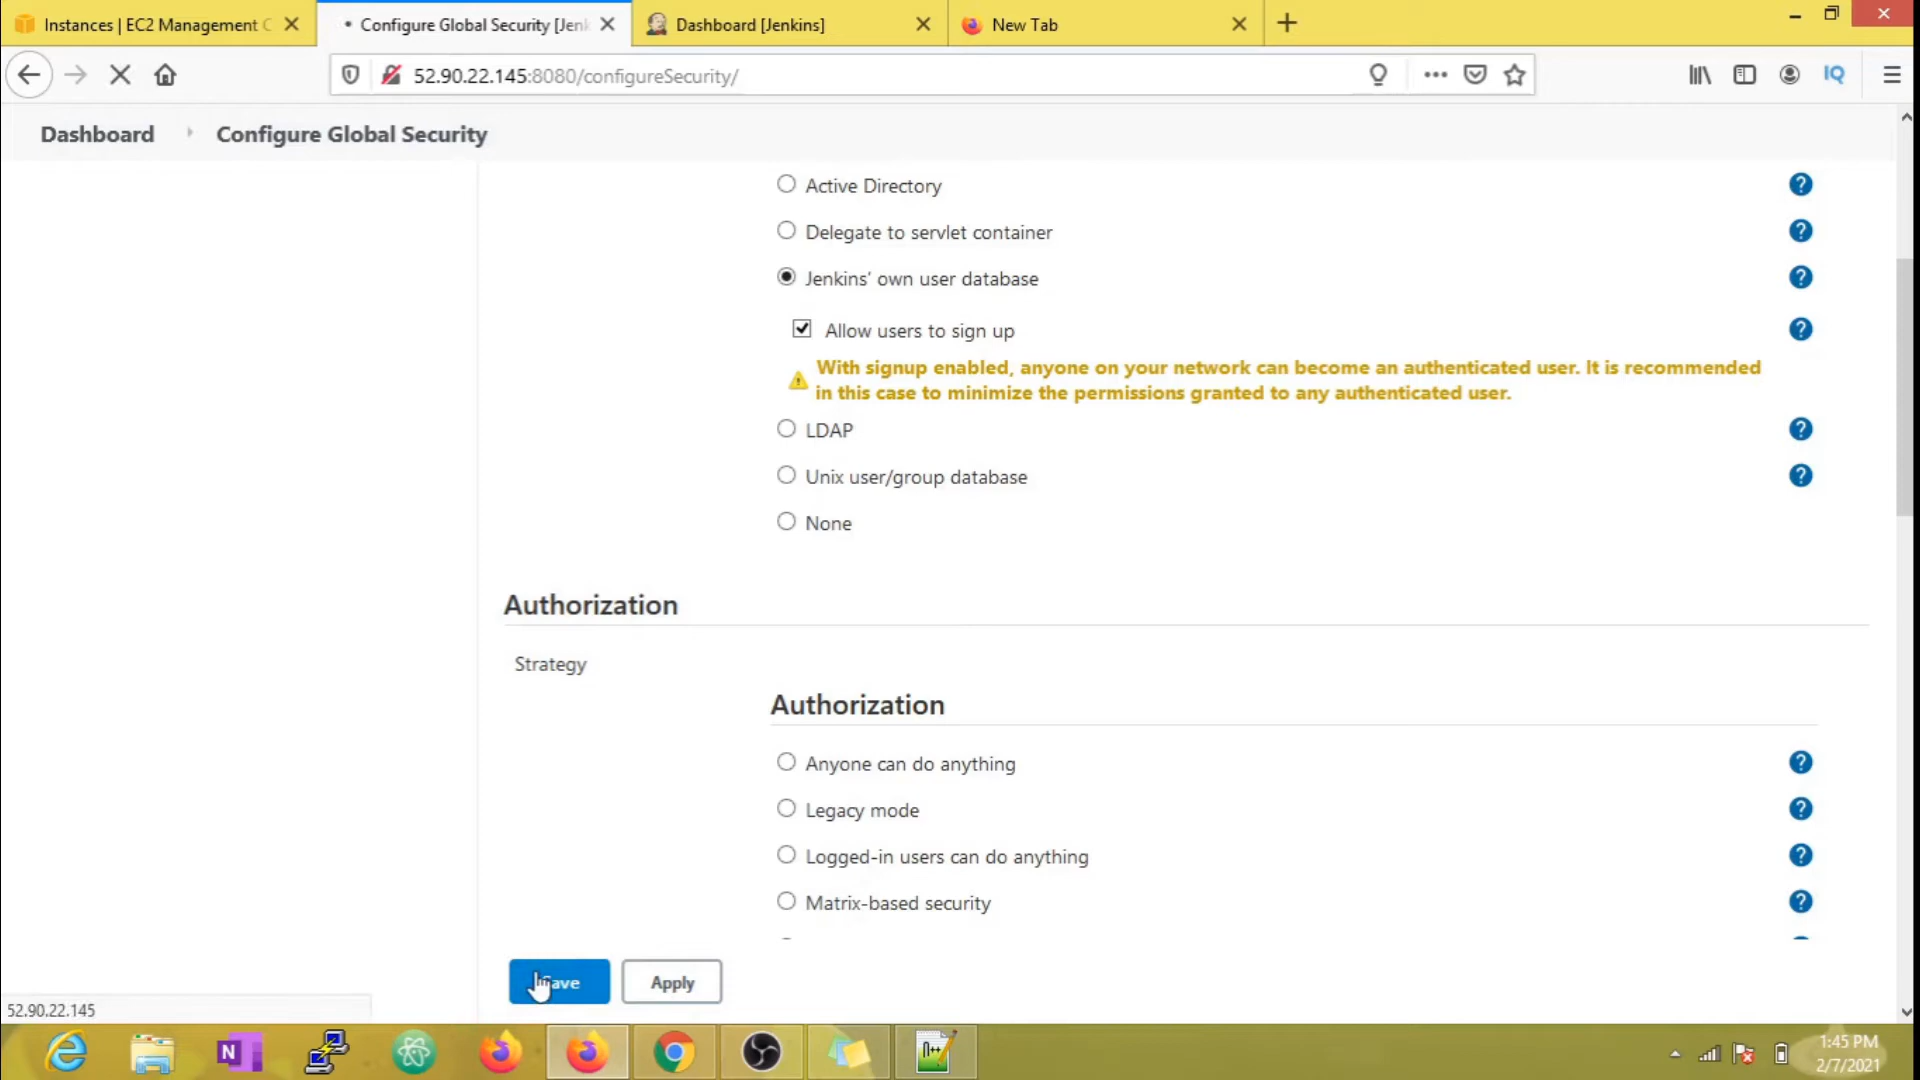 Instances | EC2 Management C
Configure Global Security [Jenk
Dashboard [Jenkins]
New Tab
52.90.22.145:8080/configureSecurity/
IQ
Dashboard
Configure Global Security
Active Directory
Delegate to servlet container
Jenkins' own user database
Allow users to sign up
With signup enabled, anyone on your network can become an authenticated user. It is recommended
in this case to minimize the permissions granted to any authenticated user.
LDAP
Unix user/group database
None
Authorization
Strategy
Authorization
Anyone can do anything
Legacy mode
Logged-in users can do anything
Matrix-based security
Save
Apply
52.90.22.145
1:45 PM
2/7/2021